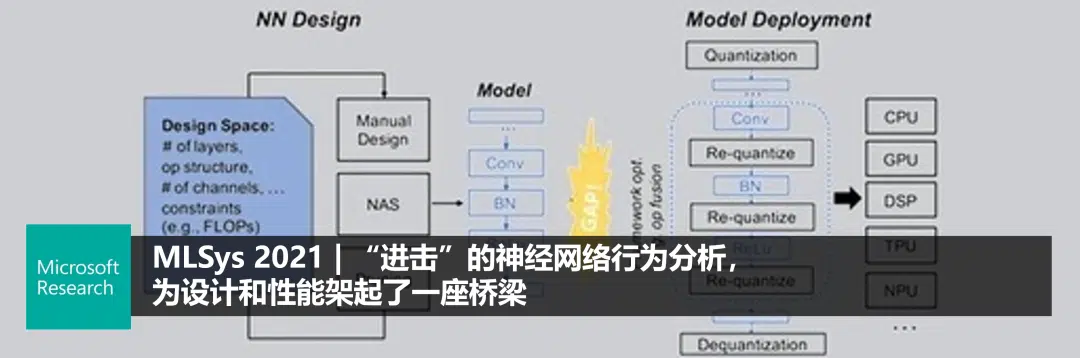 NN Design
Model Deployment
Design Space:
# of layers,
op structure,
# of channels, ...
constraints
(e.g., FLOPs)
Manual
Design
NAS
Model
...
Conv
BN
GAP!
Quantization
...
Conv
Re-quantize
BN
Re-quantize
ReLu
Re-quantize
Dequantization
op fusion
CPU
GPU
DSP
TPU
NPU
...
Microsoft
Research
MLSys 2021 | “进击”的神经网络行为分析，
为设计和性能架起了一座桥梁